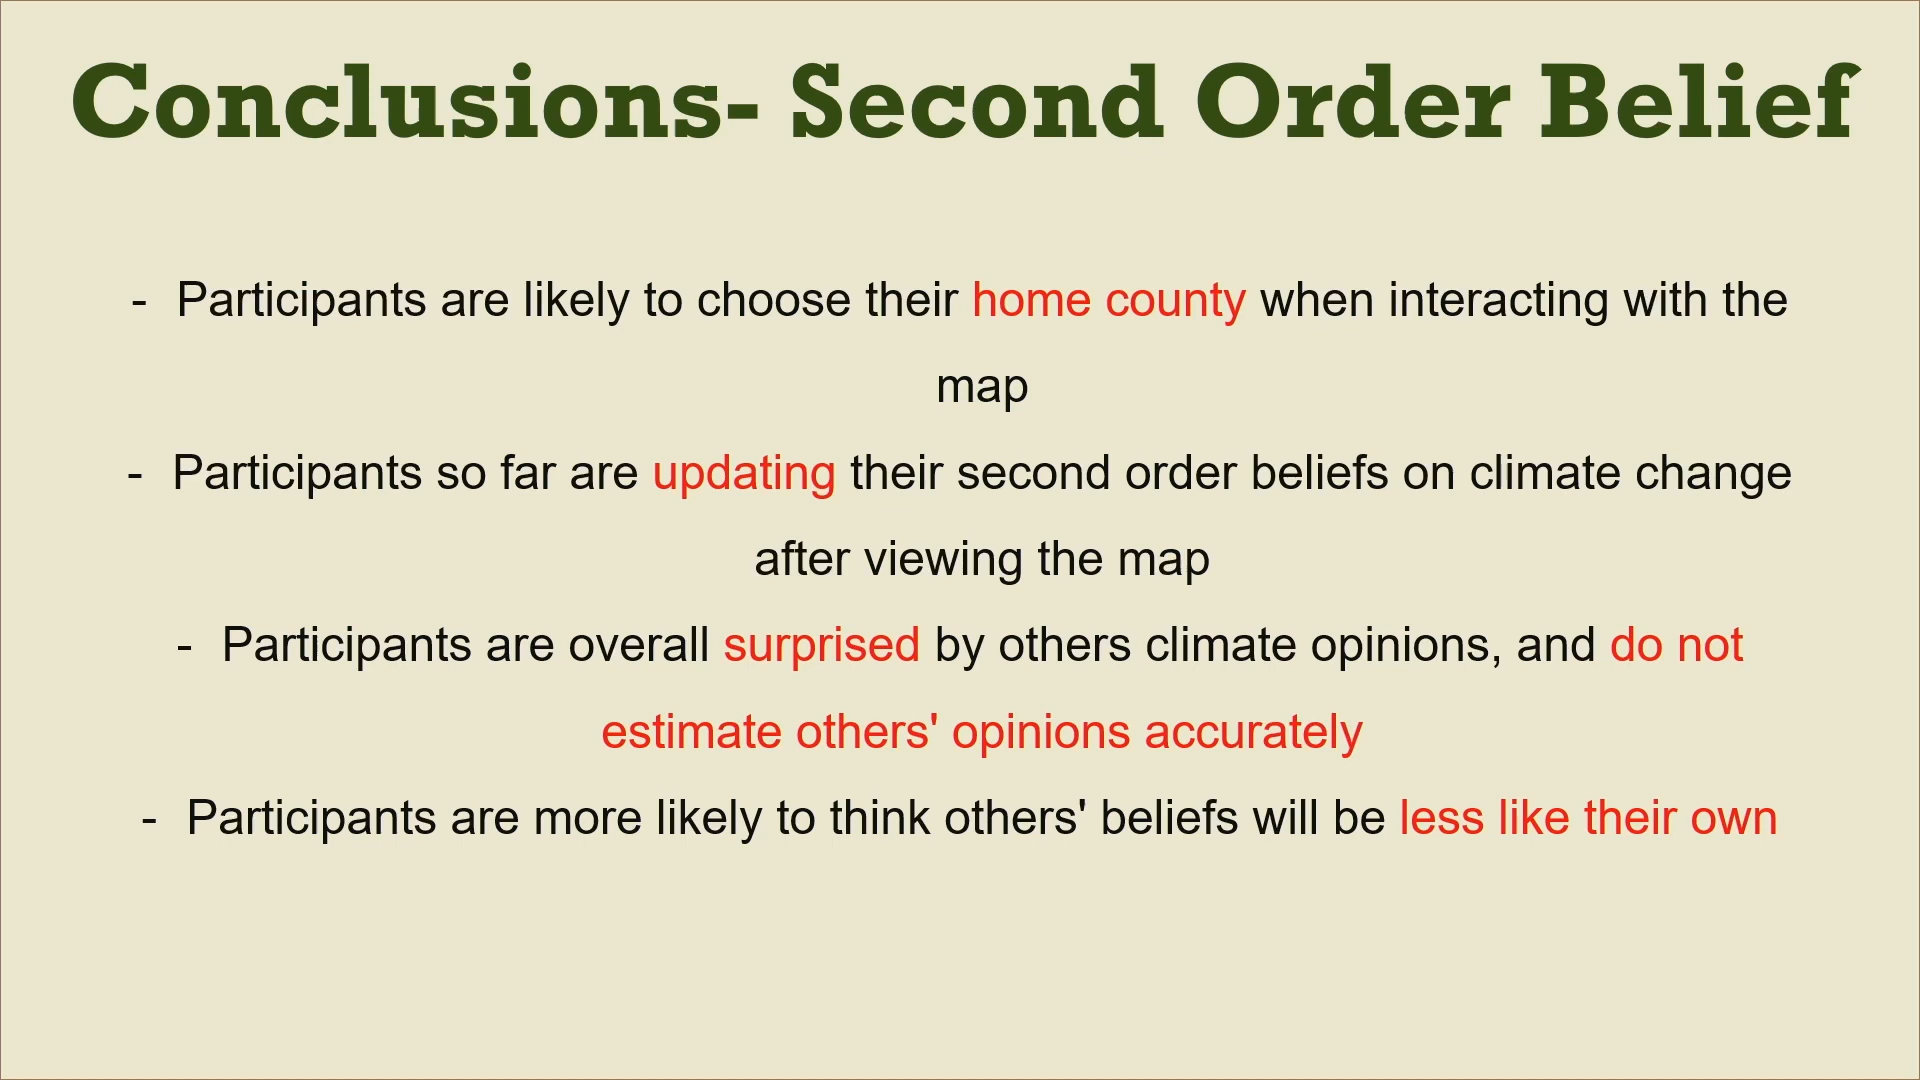 Conclusions- Second Order Belief
- Participants are likely to choose their home county when interacting with the
map
- Participants so far are updating their second order beliefs on climate change
after viewing the map
- Participants are overall surprised by others climate opinions, and do not
estimate others' opinions accurately
- Participants are more likely to think others' beliefs will be less like their own